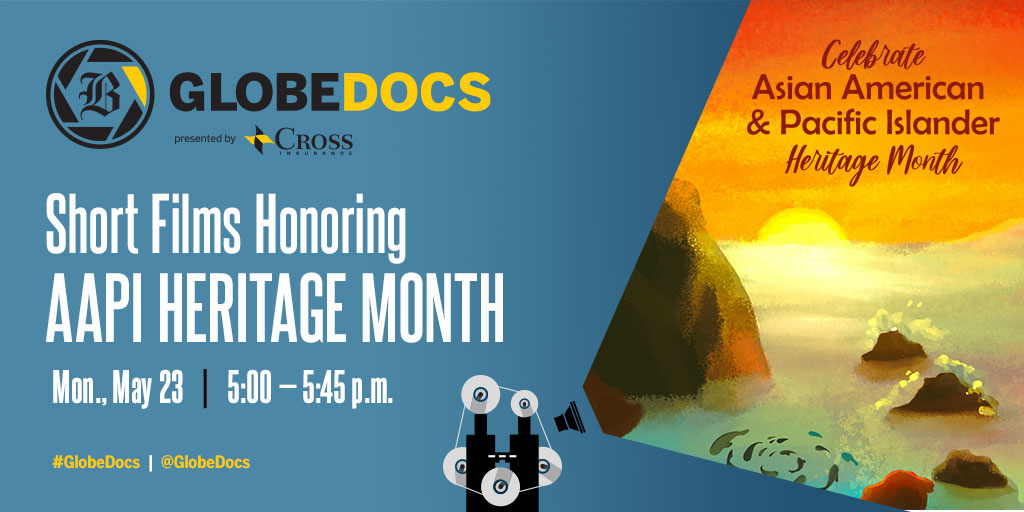 B
GLOBEDOCS
presented by CROSS
INSURANCE
Short Films Honoring
AAPI HERITAGE MONTH
Mon., May 23 | 5:00 – 5:45 p.m.
#GlobeDocs | @GlobeDocs
Celebrate
Asian American
& Pacific Islander
Heritage Month